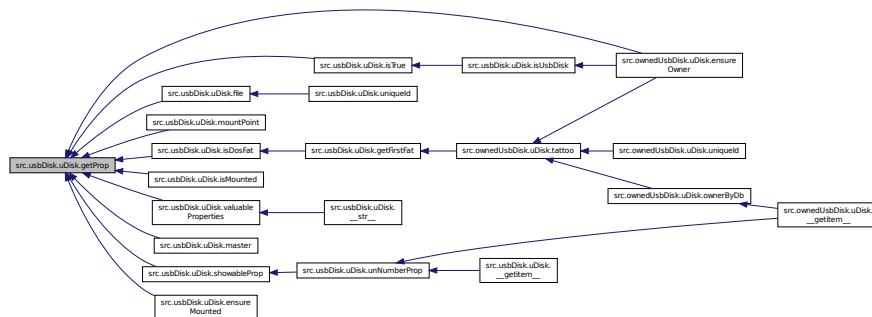 src.usbDisk.uDisk.getProp
src.ownedUsbDisk.uDisk.ensure
Owner
src.usbDisk.uDisk.isTrue
src.usbDisk.uDisk.isUsbDisk
src.usbDisk.uDisk.file
src.usbDisk.uDisk.uniqueId
src.usbDisk.uDisk.mountPoint
src.usbDisk.uDisk.isDosFat
src.usbDisk.uDisk.getFirstFat
src.ownedUsbDisk.uDisk.tattoo
src.ownedUsbDisk.uDisk.uniqueId
src.usbDisk.uDisk.isMounted
src.ownedUsbDisk.uDisk.ownerByDb
src.usbDisk.uDisk.valuable
Properties
src.usbDisk.uDisk.
__str__
src.ownedUsbDisk.uDisk.
__getitem__
src.usbDisk.uDisk.master
src.usbDisk.uDisk.showableProp
src.usbDisk.uDisk.unNumberProp
src.usbDisk.uDisk.
__getitem__
src.usbDisk.uDisk.ensure
Mounted